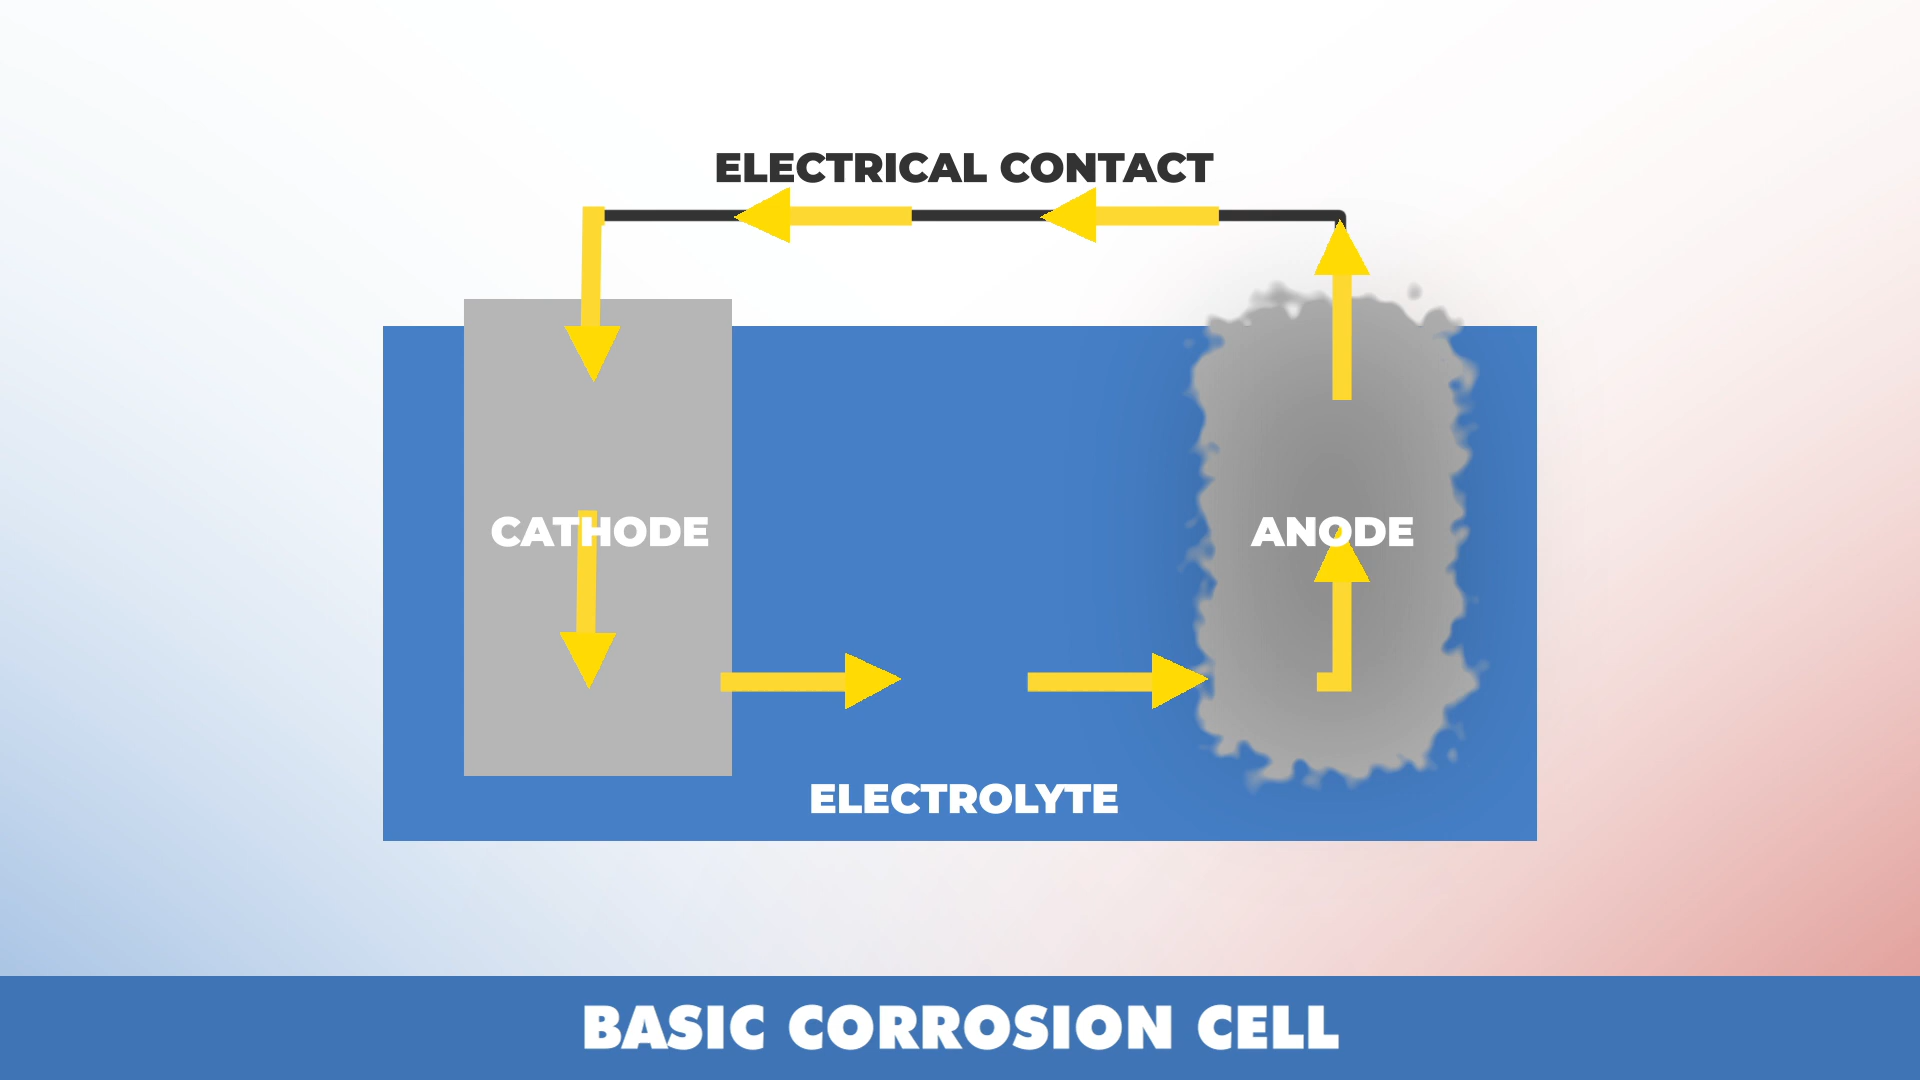 ELECTRICAL CONTACT
CATHODE
ANODE
ELECTROLYTE
BASIC CORROSION CELL